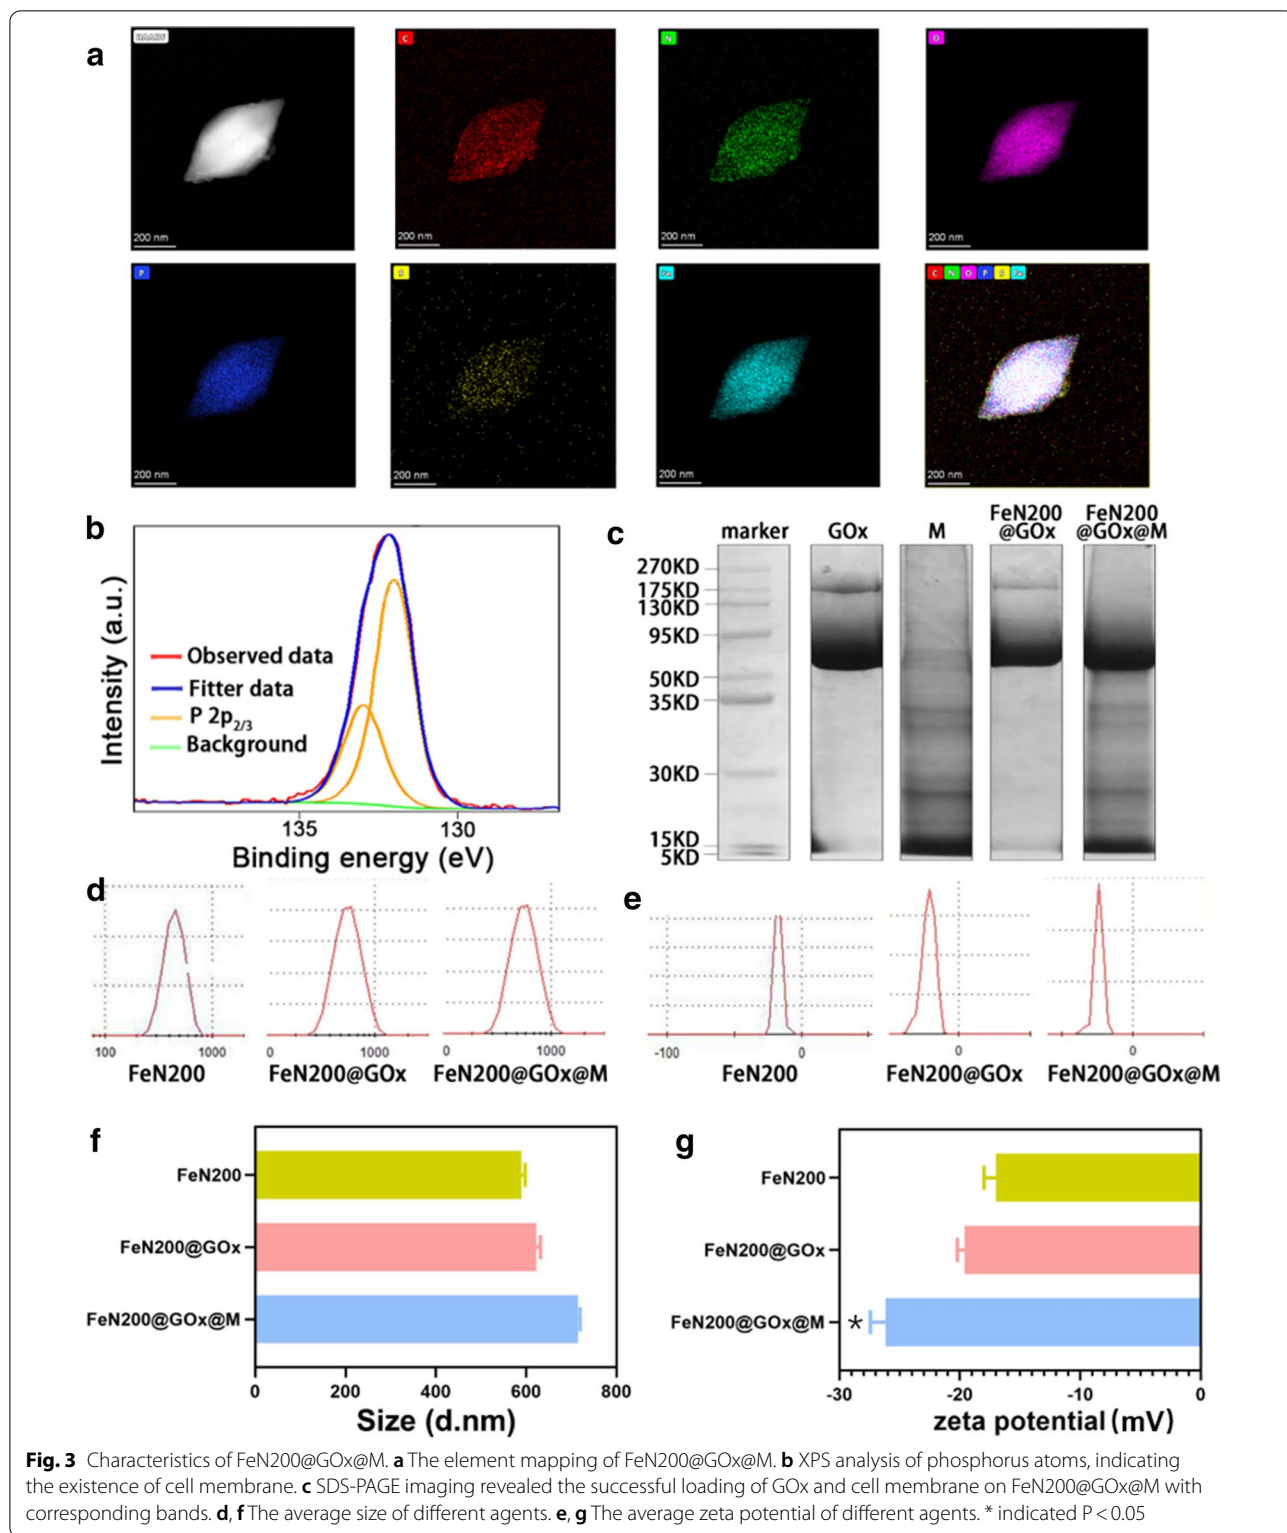 a
HAADF
C
N
O
200 nm
200 nm
200 nm
200 nm
P
S
Fe
C N O P S Fe
200 nm
200 nm
200 nm
200 nm
b
Intensity (a.u.)
Observed data
Fitter data
P 2p2/3
Background
135
130
Binding energy (eV)
c
marker
GOx
M
FeN200
@GOx
FeN200
@GOx@M
270KD
175KD
130KD
95KD
50KD
35KD
30KD
15KD
5KD
d
100
1000
0
1000
0
1000
FeN200
FeN200@GOx
FeN200@GOx@M
e
-100
0
0
0
FeN200
FeN200@GOx
FeN200@GOx@M
f
FeN200
FeN200@GOx
FeN200@GOx@M
0
200
400
600
800
Size (d.nm)
g
FeN200
FeN200@GOx
FeN200@GOx@M
*
-30
-20
-10
0
zeta potential (mV)
Fig. 3 Characteristics of FeN200@GOx@M. a The element mapping of FeN200@GOx@M. b XPS analysis of phosphorus atoms, indicating
the existence of cell membrane. c SDS-PAGE imaging revealed the successful loading of GOx and cell membrane on FeN200@GOx@M with
corresponding bands. d, f The average size of different agents. e, g The average zeta potential of different agents. * indicated P < 0.05